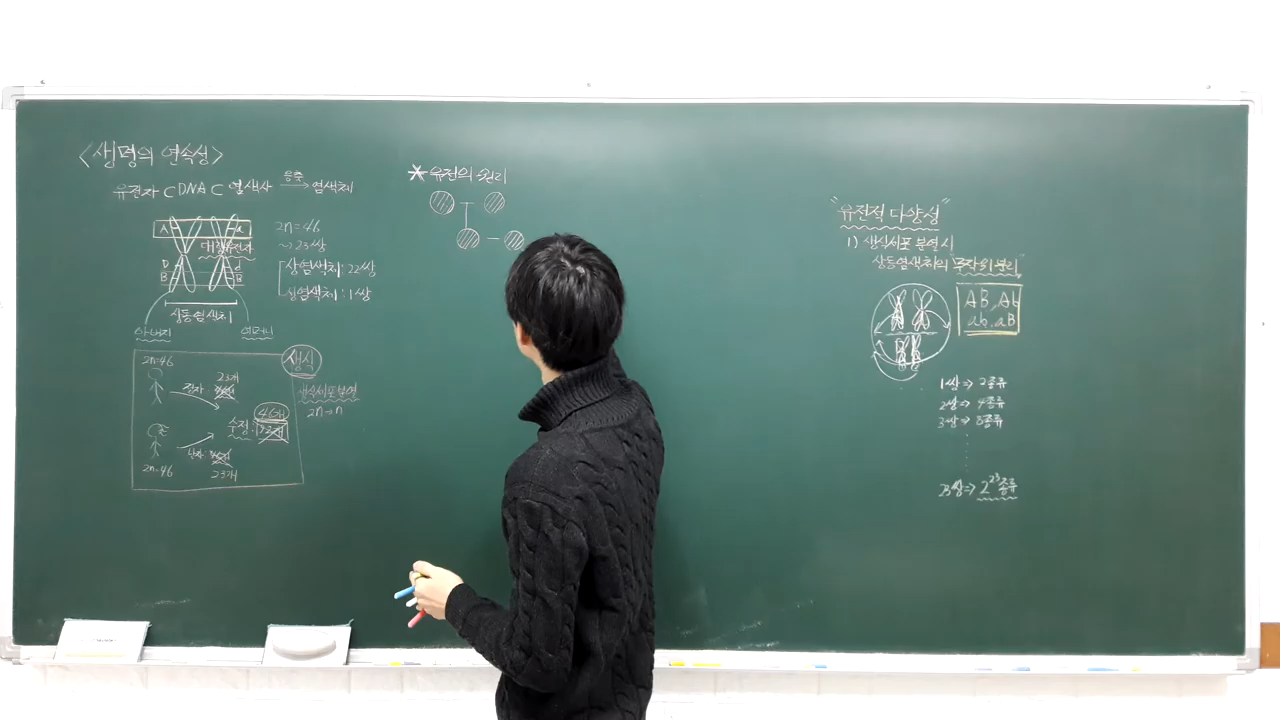 <생명의 연속성>
유전자 ⊂ DNA ⊂ 염색사 응축→ 염색체
A a
대립유전자
D d
B B
상동염색체
아버지 어머니
2n=46
→23쌍
상염색체:22쌍
성염색체:1쌍
생식
2n=46
23개
정자
46개
수정:
난자:
2n=46
23개
생식세포분열
2n→n
*유전의 원리
"유전적 다양성"
1) 생식세포 분열시
상동염색체의 "무작위 분리"
AB, Ab
ab, aB
1쌍⇒ 2종류
2쌍⇒ 4종류
3쌍⇒ 8종류
23쌍⇒ 2²³종류